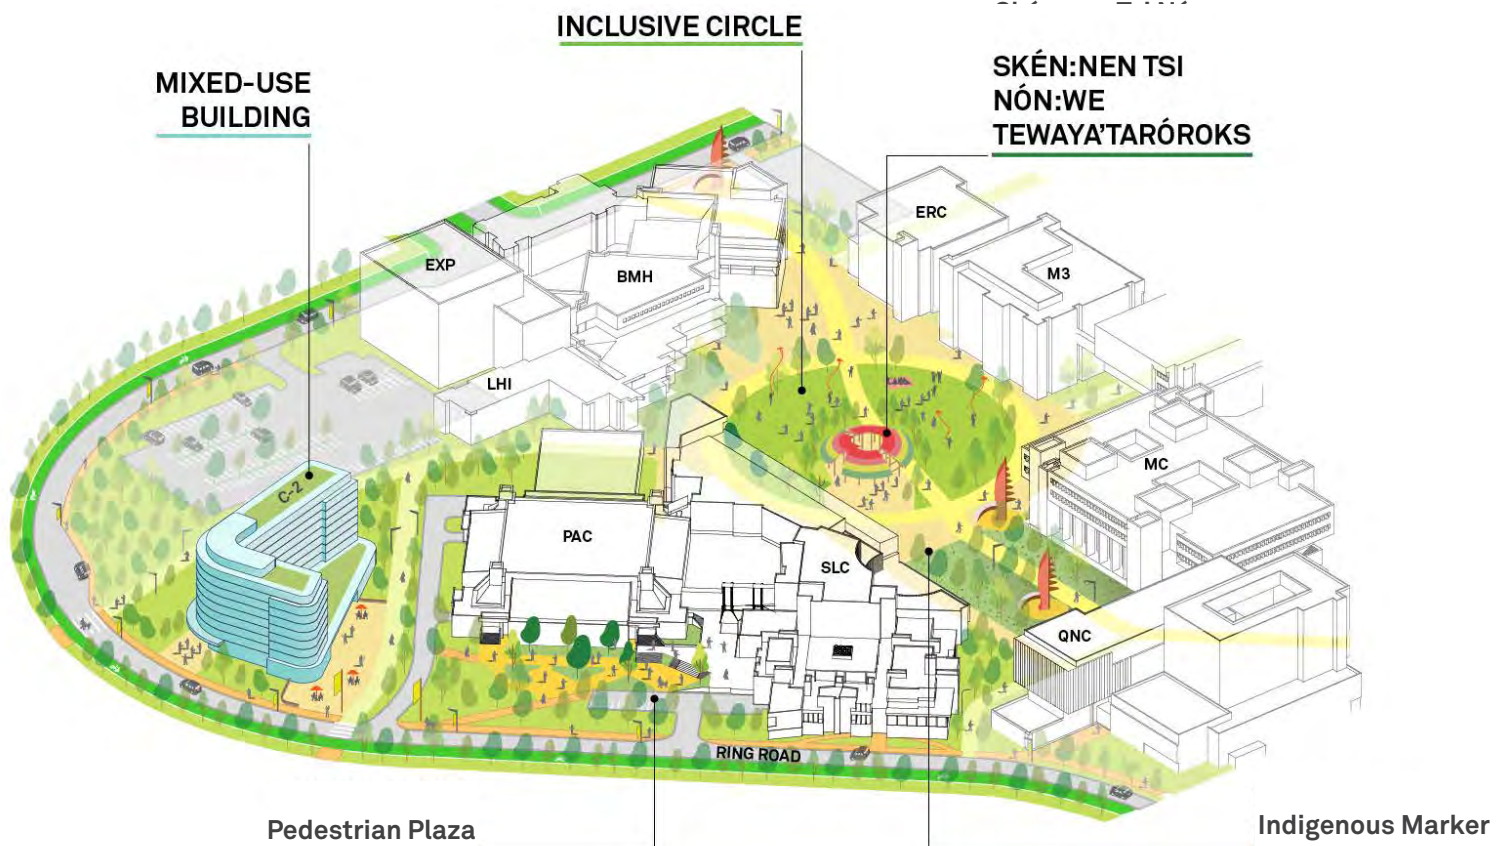 INCLUSIVE CIRCLE
MIXED-USE
BUILDING
SKÉN:NEN TSI
NÓN:WE
TEWAYA'TARÓROKS
ERC
M3
EXP
BMH
LHI
MC
C-2
PAC
SLC
QNC
RING ROAD
Pedestrian Plaza
Indigenous Marker